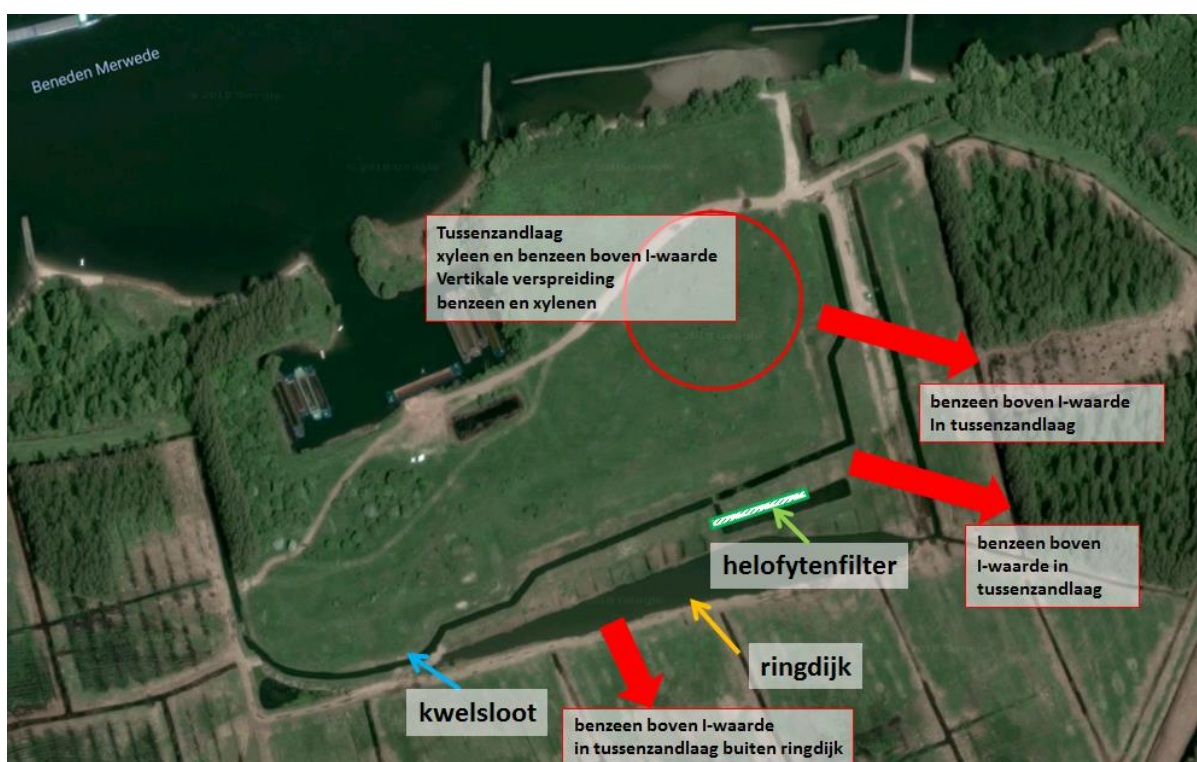 Beneden Merwede
Tussenzandlaag
xyleen en benzeen boven I-waarde
Vertikale verspreiding
benzeen en xylenen
benzeen boven I-waarde
In tussenzandlaag
benzeen boven
I-waarde in
tussenzandlaag
helofytenfilter
ringdijk
kwelsloot
benzeen boven I-waarde
in tussenzandlaag buiten ringdijk